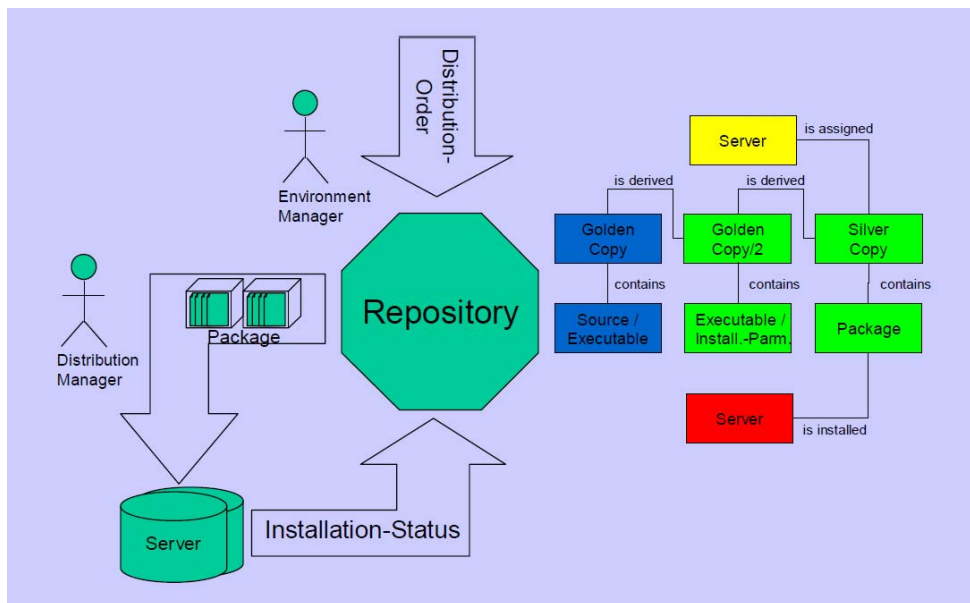 Distribution-
Order
Environment
Manager
Server
is assigned
is derived
is derived
Golden
Copy
Golden
Copy/2
Silver
Copy
Repository
contains
contains
contains
Package
Distribution
Manager
Source /
Executable
Executable /
Install.-Parm.
Package
Server
is installed
Server
Installation-Status